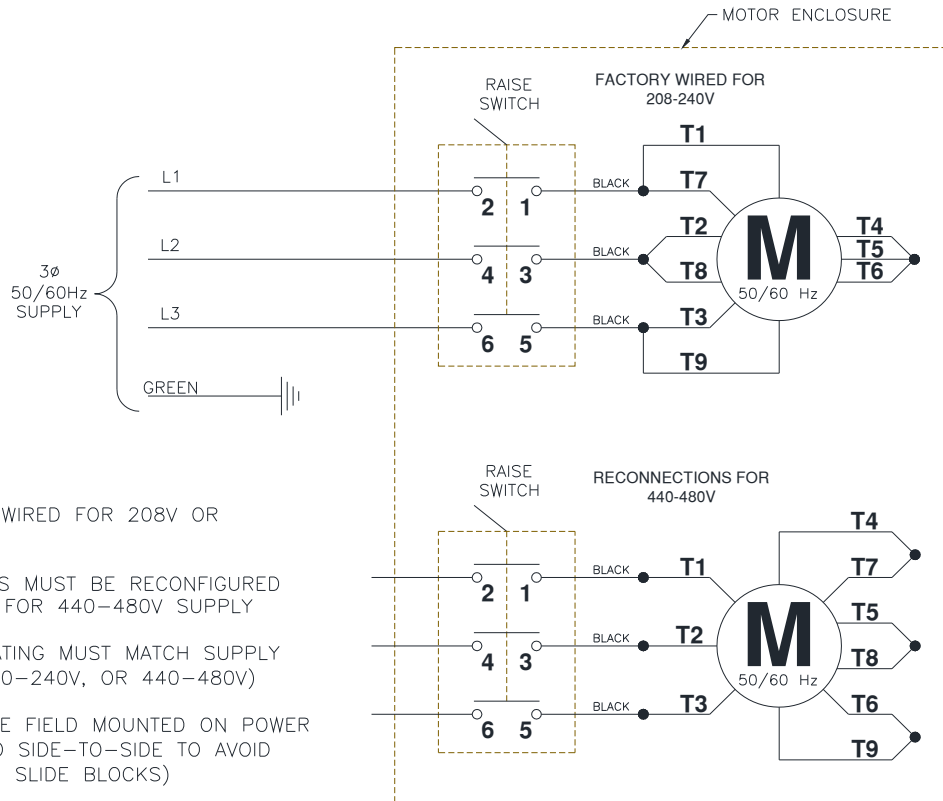 MOTOR ENCLOSURE
RAISE
SWITCH
FACTORY WIRED FOR
208-240V
T1
L1
BLACK
T7
2 1
L2
BLACK
T2
T8
4 3
M
50/60 Hz
T4
T5
T6
3ø
50/60Hz
SUPPLY
L3
BLACK
T3
6 5
T9
GREEN
RAISE
SWITCH
RECONNECTIONS FOR
440-480V
WIRED FOR 208V OR
S MUST BE RECONFIGURED
FOR 440-480V SUPPLY
ATING MUST MATCH SUPPLY
0-240V, OR 440-480V)
E FIELD MOUNTED ON POWER
O SIDE-TO-SIDE TO AVOID
SLIDE BLOCKS)
T4
BLACK
T1
T7
2 1
T5
BLACK
T2
4 3
M
50/60 Hz
T8
BLACK
T3
T6
6 5
T9